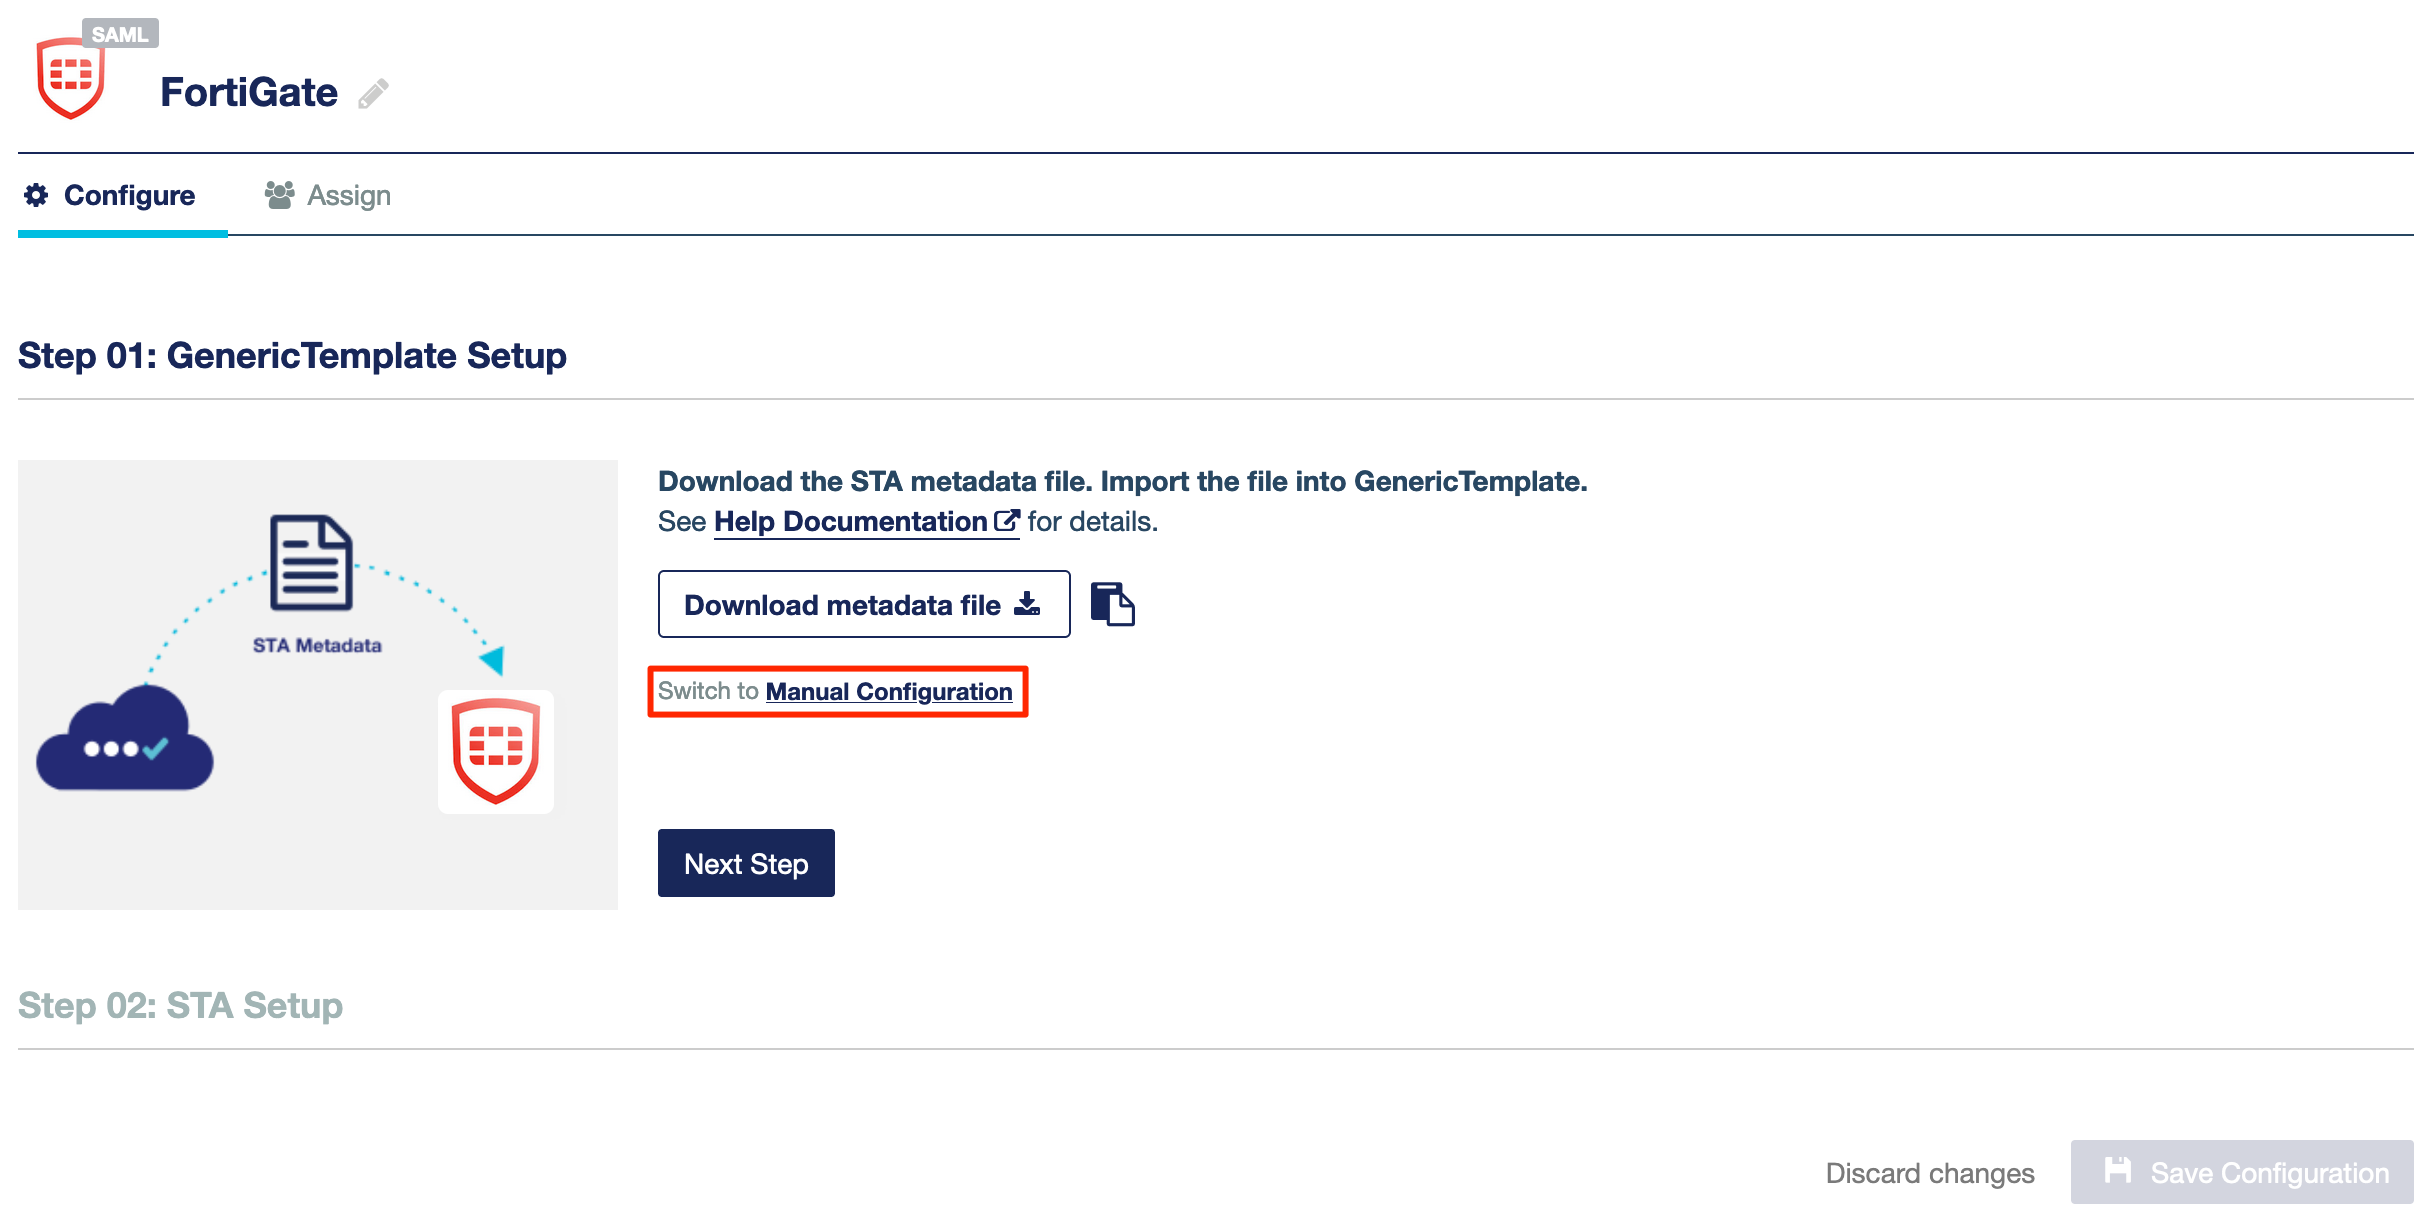 SAML
FortiGate
Configure
Assign
Step 01: GenericTemplate Setup
STA Metadata
Download the STA metadata file. Import the file into GenericTemplate.
See Help Documentation for details.
Download metadata file
Switch to Manual Configuration
Next Step
Step 02: STA Setup
Discard changes
Save Configuration